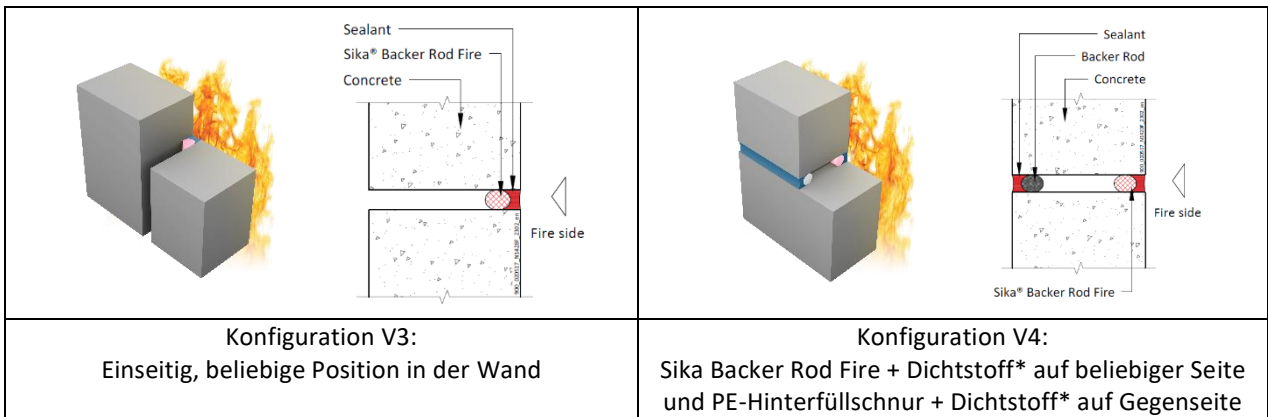 Sealant
Sika® Backer Rod Fire
Concrete
Fire side
Konfiguration V3:
Einseitig, beliebige Position in der Wand
Sealant
Backer Rod
Concrete
Fire side
Sika® Backer Rod Fire
Konfiguration V4:
Sika Backer Rod Fire + Dichtstoff* auf beliebiger Seite
und PE-Hinterfüllschnur + Dichtstoff* auf Gegenseite